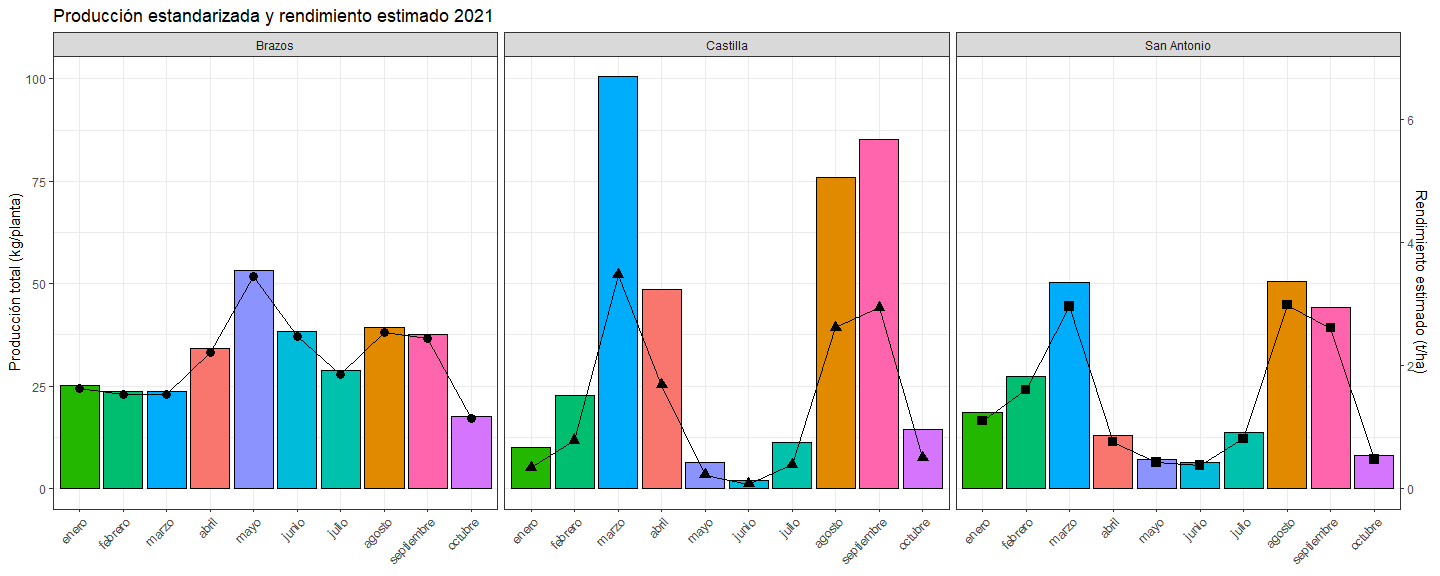 Producción estandarizada y rendimiento estimado 2021
Brazos
Castilla
San Antonio
Producción total (kg/planta)
100
75
50
25
0
6
4
2
0
Rendimiento estimado (t/ha)
enero
febrero
marzo
abril
mayo
junio
julio
agosto
septiembre
octubre
enero
febrero
marzo
abril
mayo
junio
julio
agosto
septiembre
octubre
enero
febrero
marzo
abril
mayo
junio
julio
agosto
septiembre
octubre